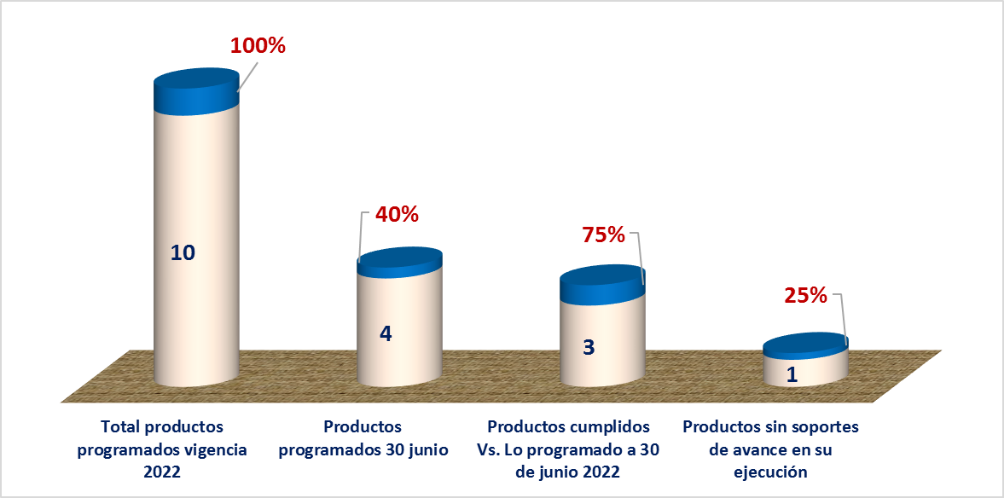 100%
40%
75%
25%
10
4
3
1
Total productos
programados vigencia
2022
Productos
programados 30 junio
Productos cumplidos
Vs. Lo programado a 30
de junio 2022
Productos sin soportes
de avance en su
ejecución